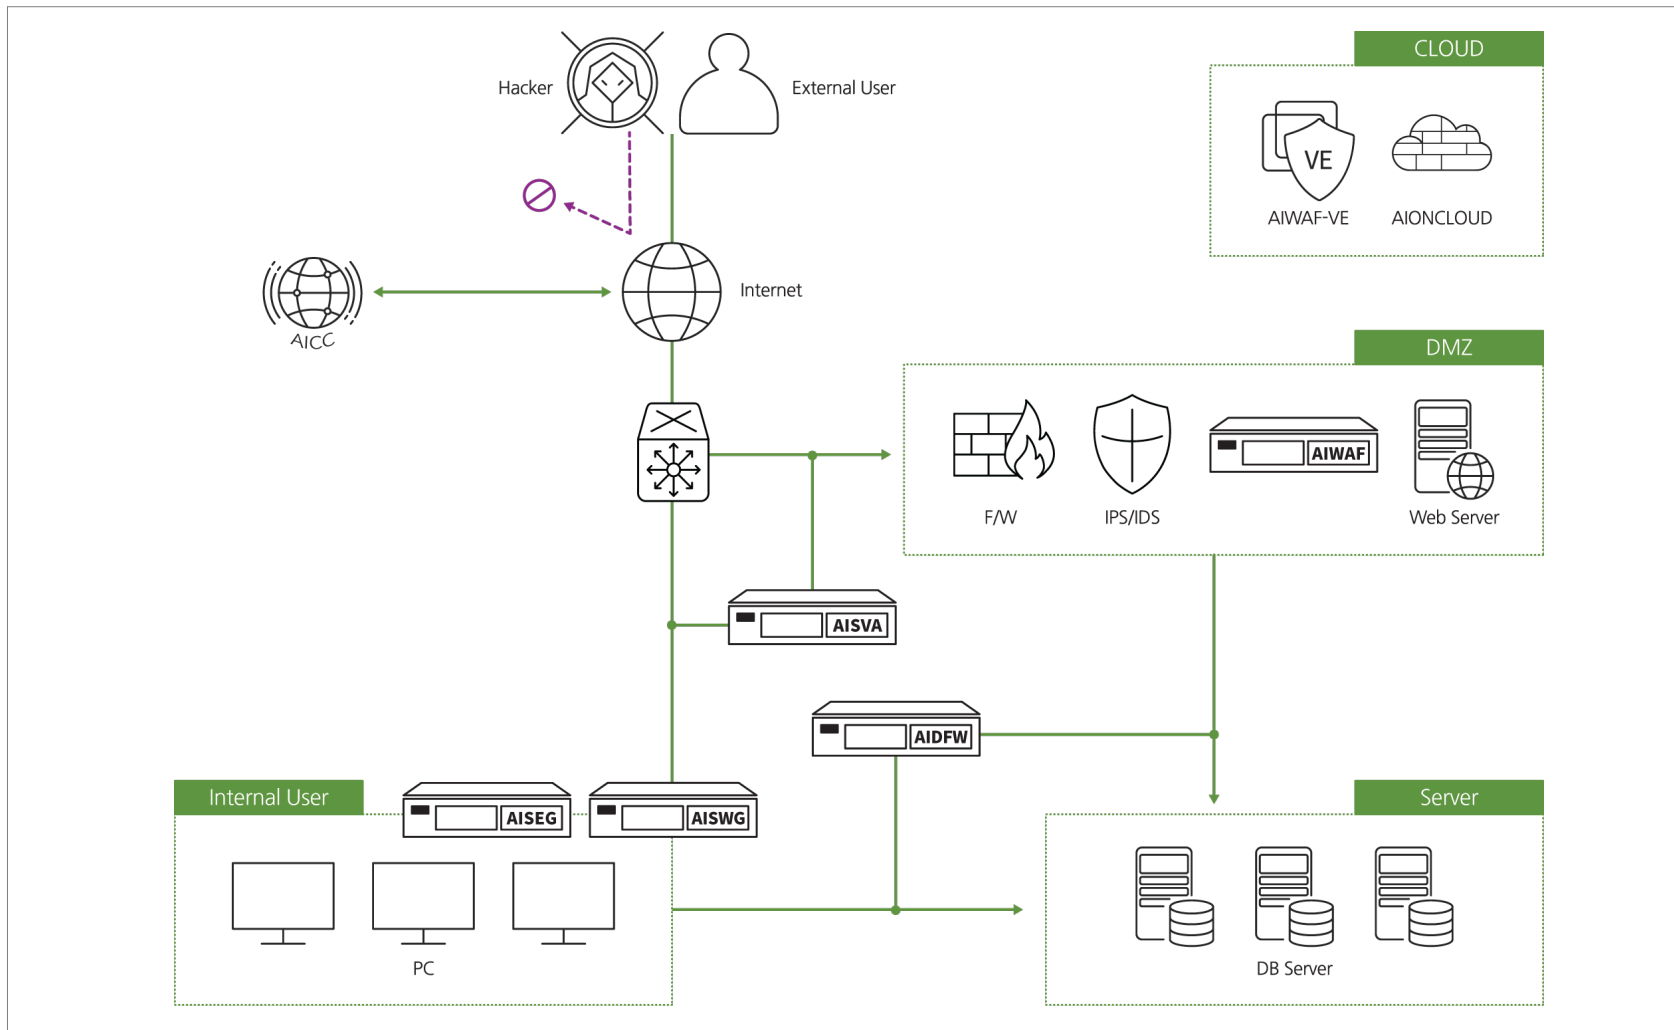 Hacker
External User
CLOUD
VE
AIWAF-VE
AIONCLOUD
Internet
AICC
DMZ
AIWAF
F/W
IPS/IDS
Web Server
AISVA
AIDFW
Internal User
AISEG
AISWG
Server
PC
DB Server